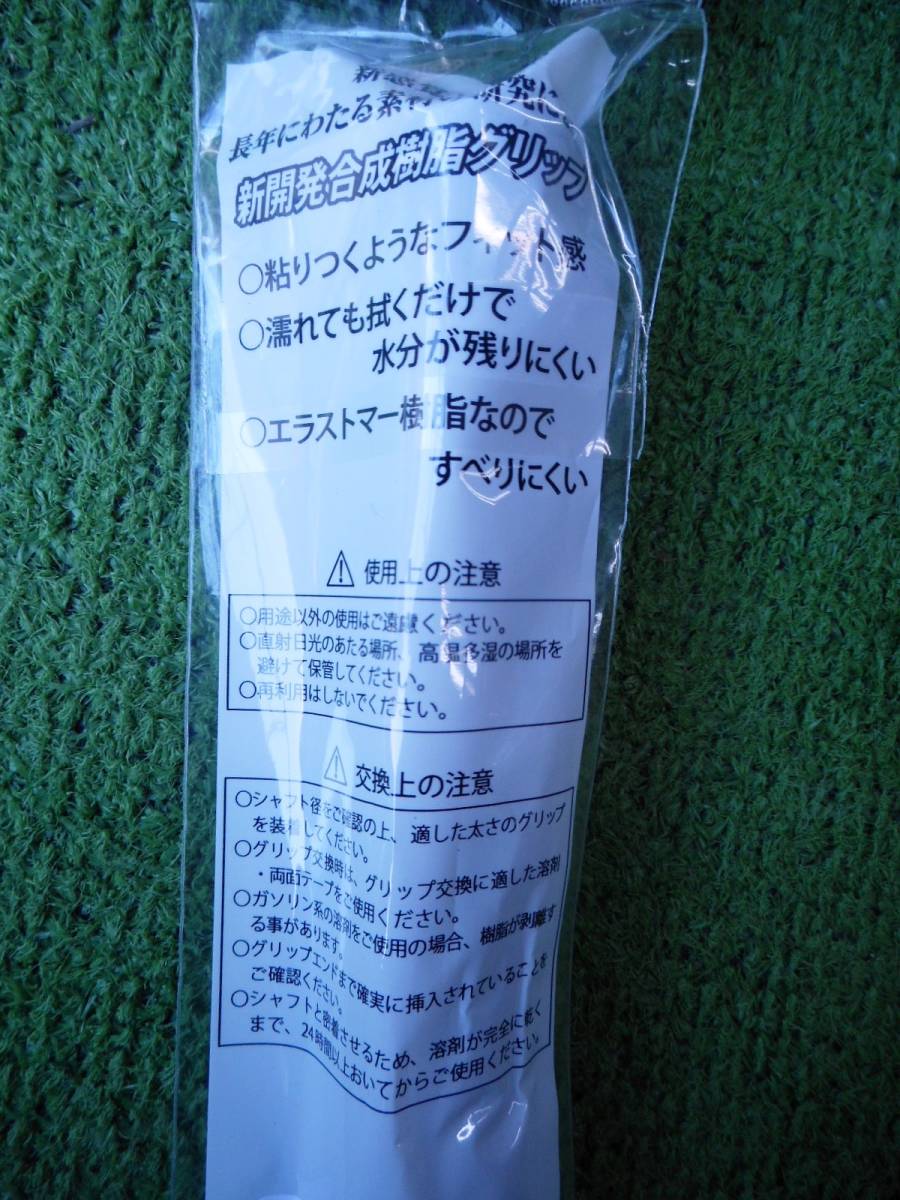 長年にわたる素材の研究に
新開発合成樹脂グリップ
○粘りつくようなフィット感
○濡れても拭くだけで
水分が残りにくい
○エラストマー樹脂なので
すべりにくい
⚠ 使用上の注意
○用途以外の使用はご遠慮ください。
○直射日光のあたる場所、高温多湿の場所を
避けて保管してください。
○再利用はしないでください。
⚠ 交換上の注意
○シャフト径をご確認の上、適した太さのグリップ
を装着してください。
○グリップ交換時は、グリップ交換に適した溶剤
・両面テープをご使用ください。
○ガソリン系の溶剤をご使用の場合、樹脂が剥離す
る事があります。
○グリップエンドまで確実に挿入されていることを
ご確認ください。
○シャフトと密着させるため、溶剤が完全に乾く
まで、24時間以上おいてからご使用ください。